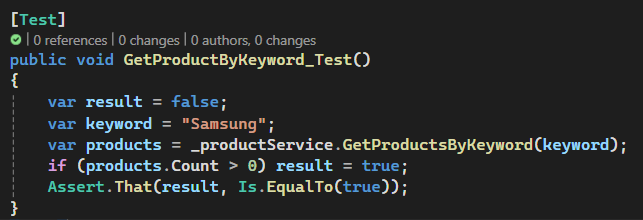 [Test]
| 0 references | 0 changes | 0 authors, 0 changes
public void GetProductByKeyword_Test()
{
    var result = false;
    var keyword = "Samsung";
    var products = _productService.GetProductsByKeyword(keyword);
    if (products.Count > 0) result = true;
    Assert.That(result, Is.EqualTo(true));
}